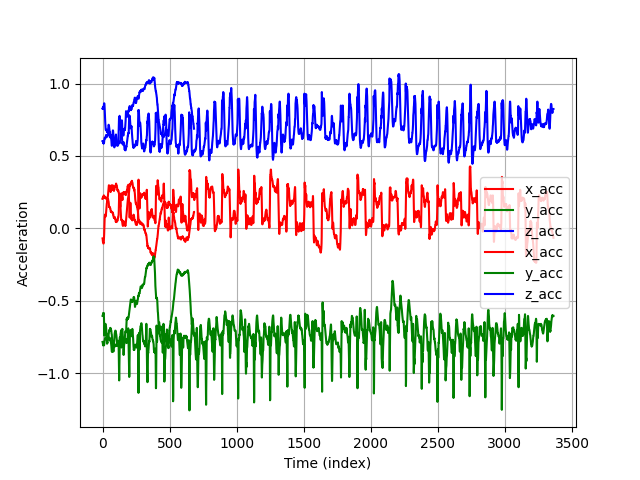 1.0
0.5
0.0
−0.5
−1.0
Acceleration
x_acc
y_acc
z_acc
x_acc
y_acc
z_acc
0 500 1000 1500 2000 2500 3000 3500
Time (index)